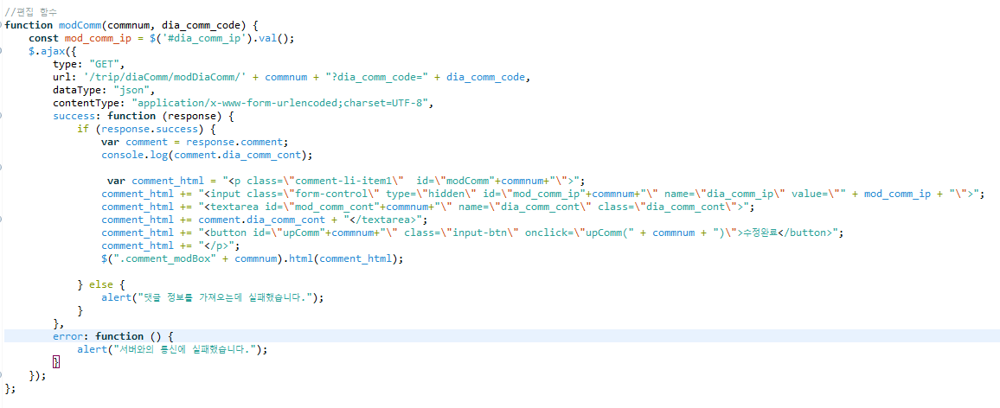 //편집 함수
function modComm(commnum, dia_comm_code) {
    const mod_comm_ip = $('#dia_comm_ip').val();
    $.ajax({
        type: "GET",
        url: '/trip/diaComm/modDiaComm/' + commnum + "?dia_comm_code=" + dia_comm_code,
        dataType: "json",
        contentType: "application/x-www-form-urlencoded;charset=UTF-8",
        success: function (response) {
            if (response.success) {
                var comment = response.comment;
                console.log(comment.dia_comm_cont);

                 var comment_html = "<p class=\"comment-li-item1\"  id=\"modComm"+commnum+"\">";
                comment_html += "<input class=\"form-control\" type=\"hidden\" id=\"mod_comm_ip"+commnum+"\" name=\"dia_comm_ip\" value=\"" + mod_comm_ip + "\">";
                comment_html += "<textarea id=\"mod_comm_cont"+commnum+"\" name=\"dia_comm_cont\" class=\"dia_comm_cont\">";
                comment_html += comment.dia_comm_cont + "</textarea>";
                comment_html += "<button id=\"upComm"+commnum+"\" class=\"input-btn\" onclick=\"upComm(" + commnum + ")\">수정완료</button>";
                comment_html += "</p>";
                $(".comment_modBox" + commnum).html(comment_html);

            } else {
                alert("댓글 정보를 가져오는데 실패했습니다.");
            }
        },
        error: function () {
            alert("서버와의 통신에 실패했습니다.");
        }
    });
};